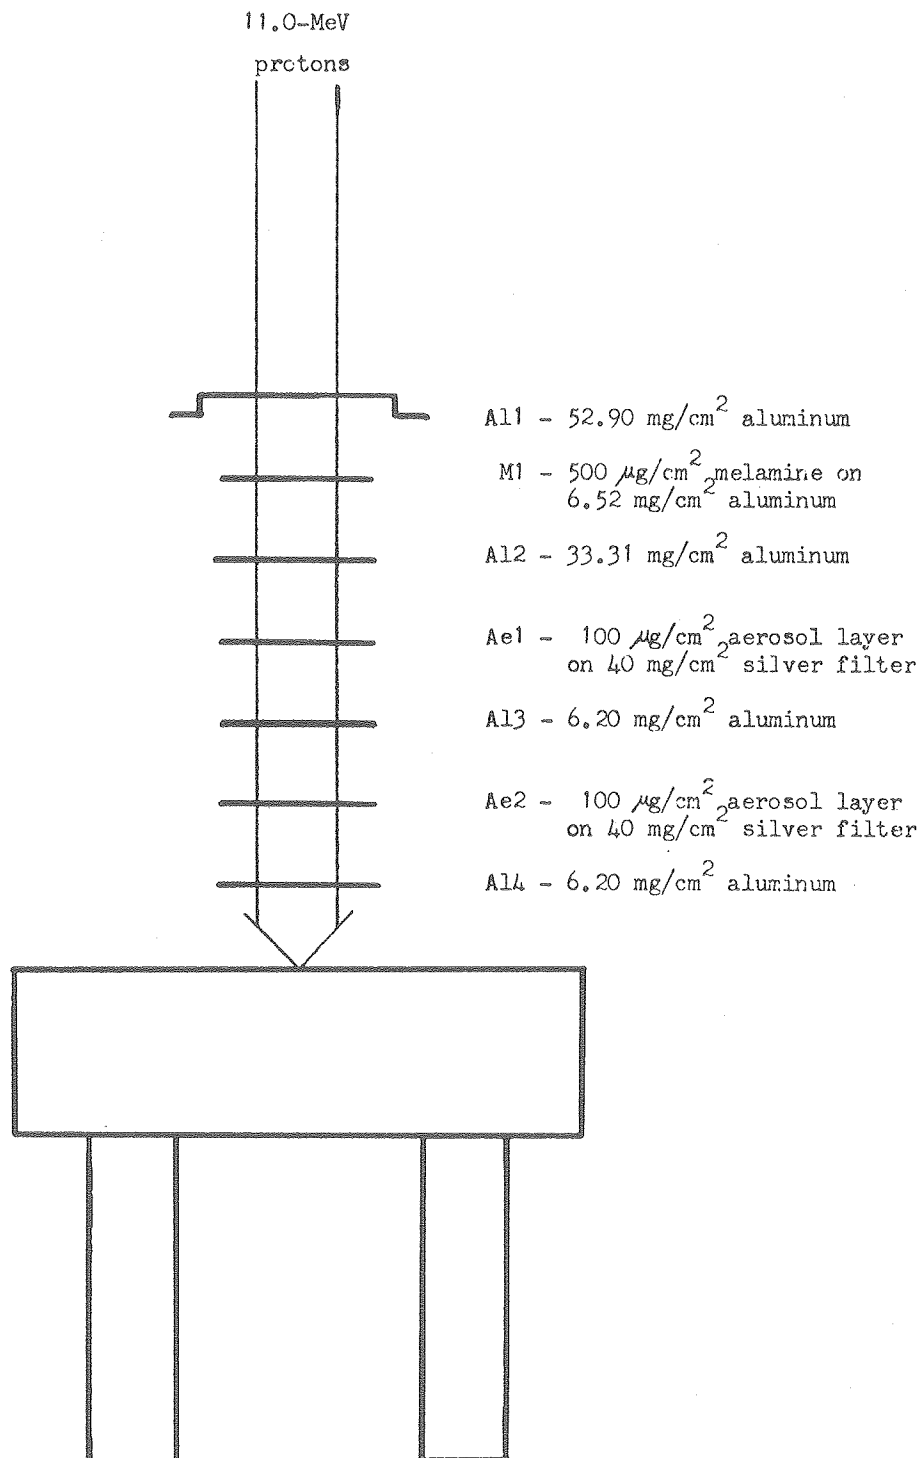 11.0-MeV
protons
Al1 - 52.90 mg/cm² aluminum
M1 - 500 μg/cm² melamine on
6.52 mg/cm² aluminum
Al2 - 33.31 mg/cm² aluminum
Ae1 - 100 μg/cm² aerosol layer
on 40 mg/cm² silver filter
Al3 - 6.20 mg/cm² aluminum
Ae2 - 100 μg/cm² aerosol layer
on 40 mg/cm² silver filter
Al4 - 6.20 mg/cm² aluminum